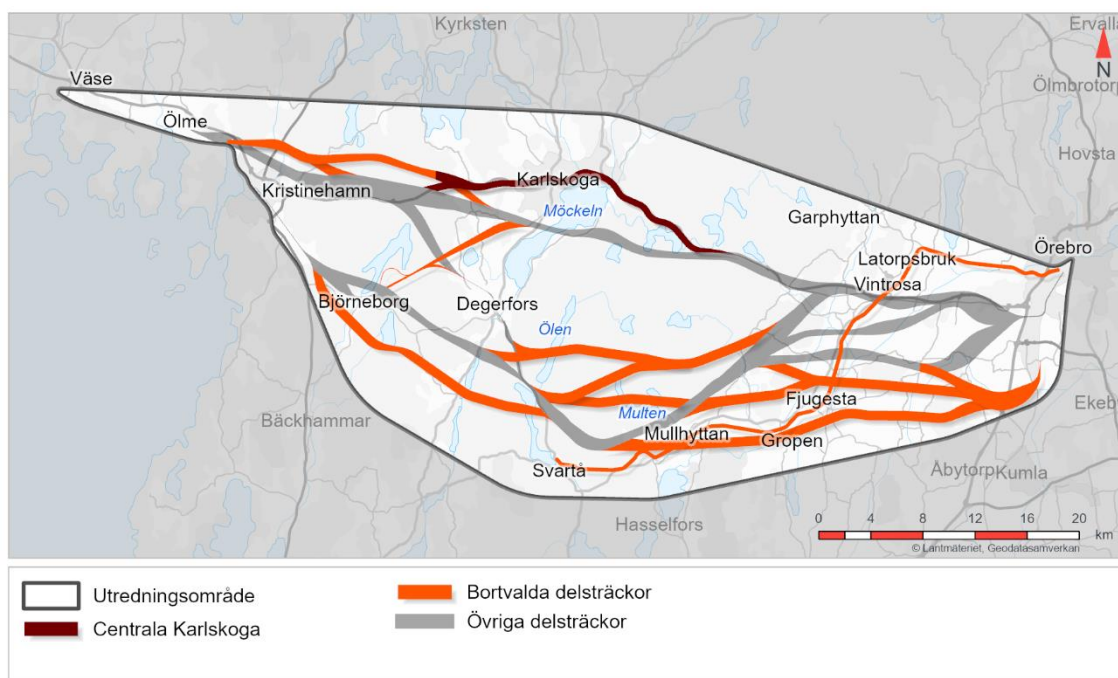 Kyrksten
Ervalla
N
Väse
Ölmbrotorp
Ölme
Hovsta
Karlskoga
Kristinehamn
Möckeln
Garphyttan
Örebro
Latorpsbruk
Vintrosa
Björneborg
Degerfors
Ölen
Fjugesta
Ekeby
Multen
Bäckhammar
Mullhyttan
Gropen
Svartå
Åbytorp
Kumla
Hasselfors
0 4 8 12 16 20
km
© Lantmäteriet, Geodatasamverkan
Utredningsområde
Bortvalda delsträckor
Centrala Karlskoga
Övriga delsträckor